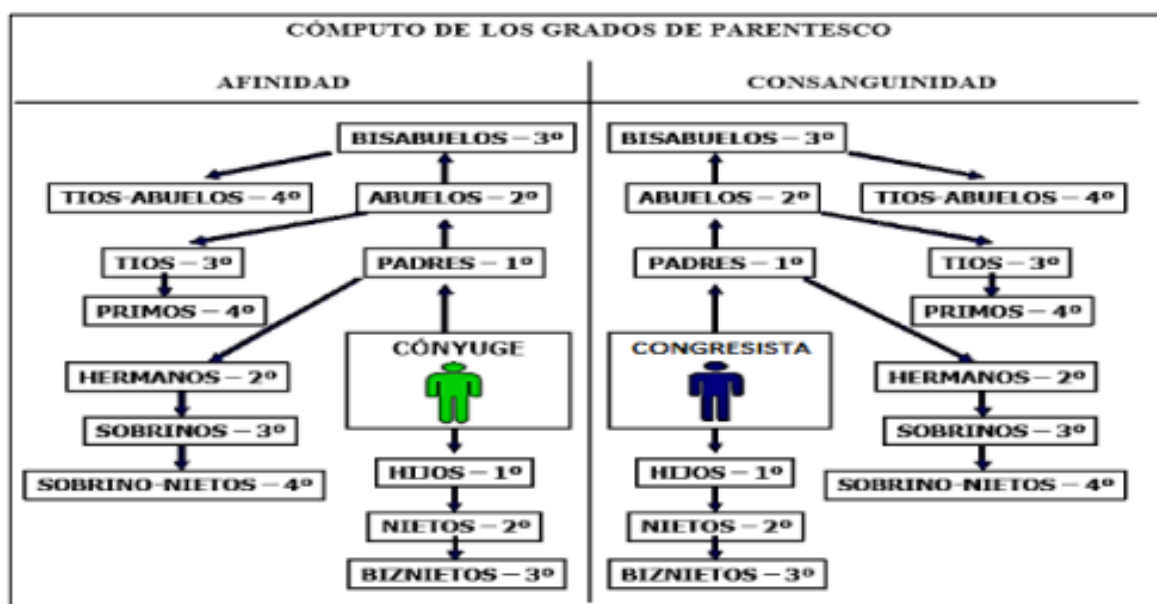 CÓMPUTO DE LOS GRADOS DE PARENTESCO
AFINIDAD
CONSANGUINIDAD
BISABUELOS – 3º
TIOS-ABUELOS – 4º
ABUELOS – 2º
TIOS – 3º
PADRES – 1º
PRIMOS – 4º
CÓNYUGE
HERMANOS – 2º
SOBRINOS – 3º
SOBRINO-NIETOS – 4º
HIJOS – 1º
NIETOS – 2º
BIZNIETOS – 3º
BISABUELOS – 3º
ABUELOS – 2º
TIOS-ABUELOS – 4º
PADRES – 1º
TIOS – 3º
PRIMOS – 4º
CONGRESISTA
HERMANOS – 2º
SOBRINOS – 3º
SOBRINO-NIETOS – 4º
HIJOS – 1º
NIETOS – 2º
BIZNIETOS – 3º